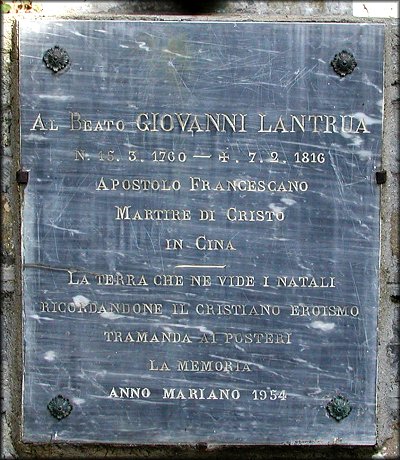 Al Beato GIOVANNI LANTRUA
N. 15. 3. 1760 — ✠. 7. 2. 1816
Apostolo Francescano
Martire di Cristo
in Cina
La terra che ne vide i natali
ricordandone il cristiano eroismo
tramanda ai posteri
la memoria
ANNO MARIANO 1954